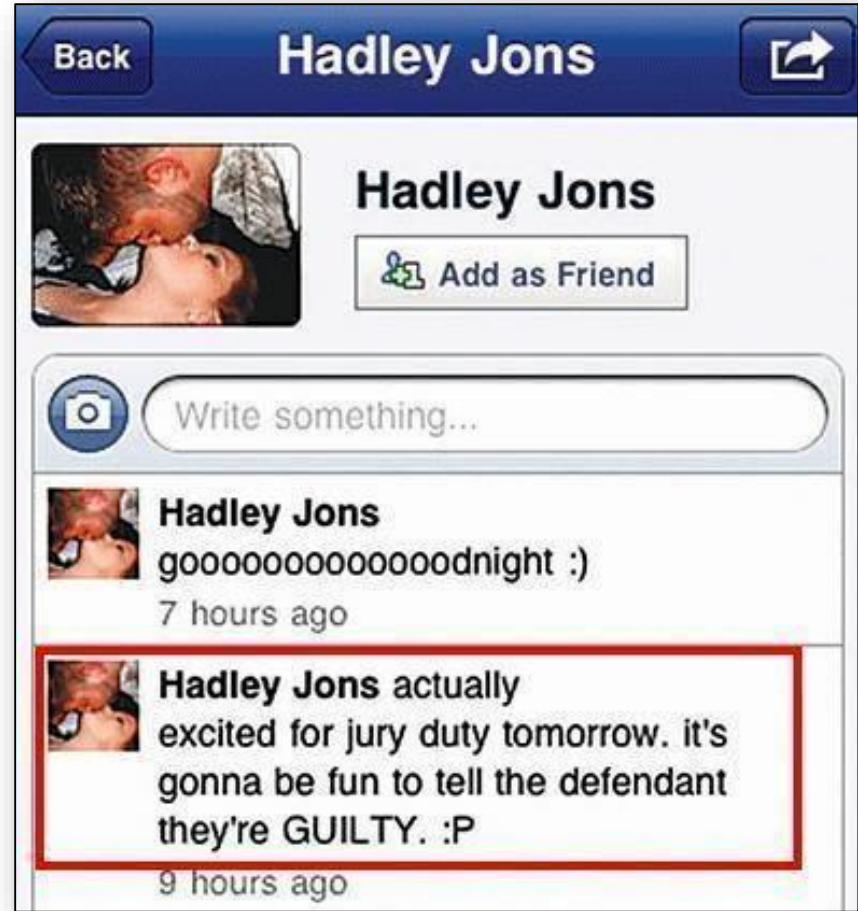 Back
Hadley Jons
Hadley Jons
Add as Friend
Write something...
Hadley Jons
goooooooooooooodnight :)
7 hours ago
Hadley Jons actually
excited for jury duty tomorrow. it's
gonna be fun to tell the defendant
they're GUILTY. :P
9 hours ago